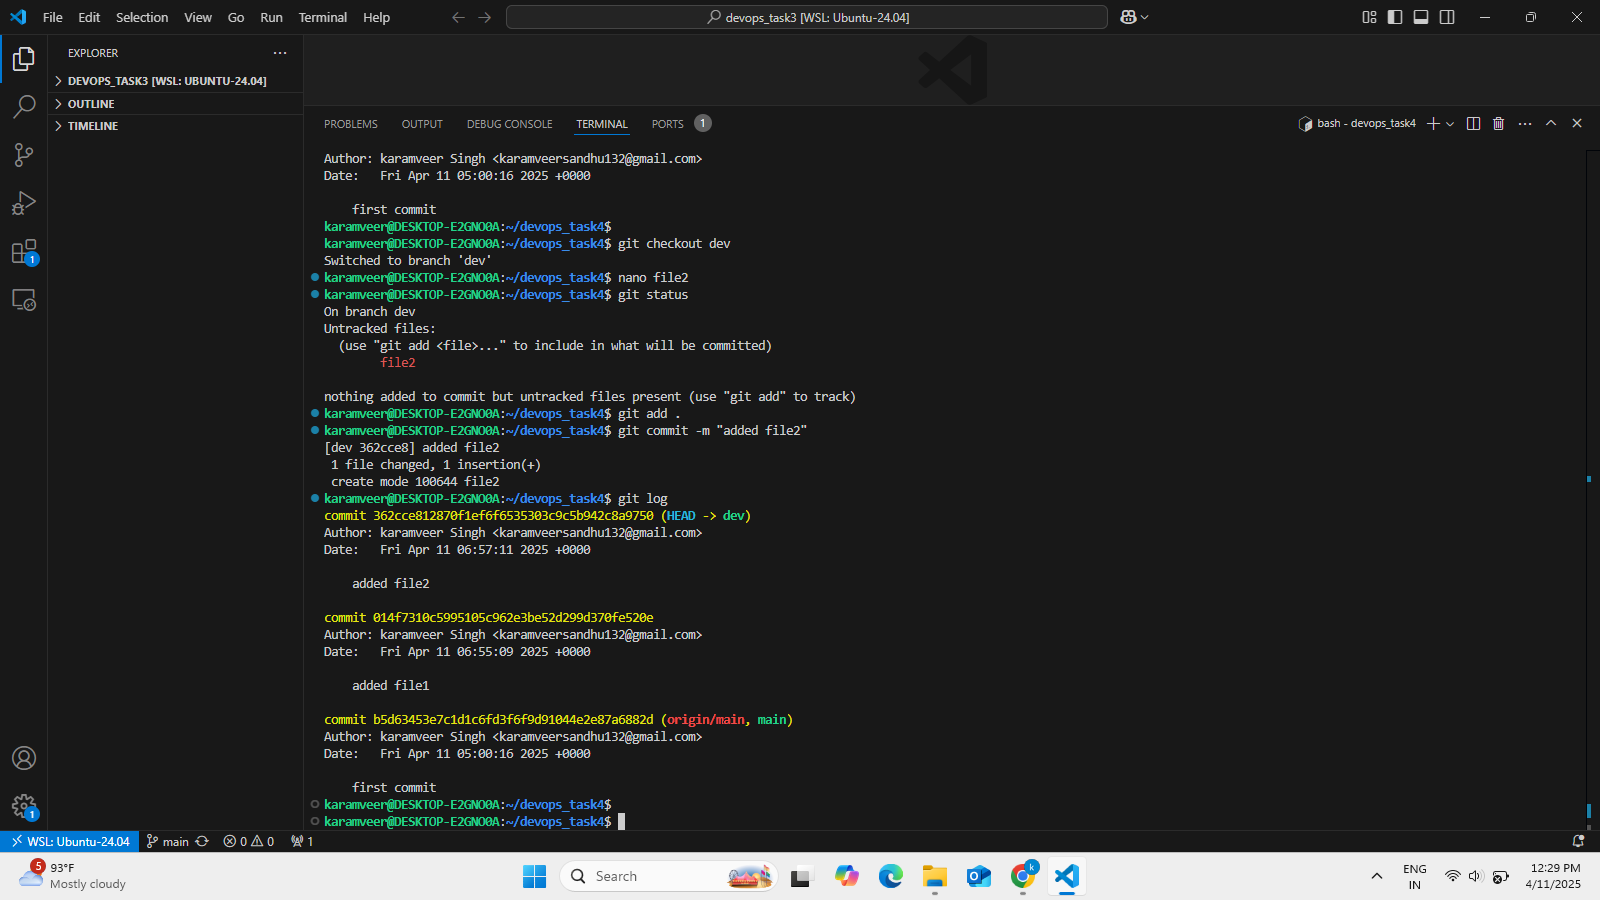 File Edit Selection View Go Run Terminal Help
devops_task3 [WSL: Ubuntu-24.04]
EXPLORER
DEVOPS_TASK3 [WSL: UBUNTU-24.04]
OUTLINE
TIMELINE
1
1
PROBLEMS OUTPUT DEBUG CONSOLE TERMINAL PORTS 1
bash - devops_task4
Author: karamveer Singh <karamveersandhu132@gmail.com>
Date:   Fri Apr 11 05:00:16 2025 +0000
first commit
karamveer@DESKTOP-E2GNO0A:~/devops_task4$
karamveer@DESKTOP-E2GNO0A:~/devops_task4$ git checkout dev
Switched to branch 'dev'
karamveer@DESKTOP-E2GNO0A:~/devops_task4$ nano file2
karamveer@DESKTOP-E2GNO0A:~/devops_task4$ git status
On branch dev
Untracked files:
(use "git add <file>..." to include in what will be committed)
file2
nothing added to commit but untracked files present (use "git add" to track)
karamveer@DESKTOP-E2GNO0A:~/devops_task4$ git add .
karamveer@DESKTOP-E2GNO0A:~/devops_task4$ git commit -m "added file2"
[dev 362cce8] added file2
1 file changed, 1 insertion(+)
create mode 100644 file2
karamveer@DESKTOP-E2GNO0A:~/devops_task4$ git log
commit 362cce812870f1ef6f6535303c9c5b942c8a9750 (HEAD -> dev)
Author: karamveer Singh <karamveersandhu132@gmail.com>
Date:   Fri Apr 11 06:57:11 2025 +0000
added file2
commit 014f7310c5995105c962e3be52d299d370fe520e
Author: karamveer Singh <karamveersandhu132@gmail.com>
Date:   Fri Apr 11 06:55:09 2025 +0000
added file1
commit b5d63453e7c1d1c6fd3f6f9d91044e2e87a6882d (origin/main, main)
Author: karamveer Singh <karamveersandhu132@gmail.com>
Date:   Fri Apr 11 05:00:16 2025 +0000
first commit
karamveer@DESKTOP-E2GNO0A:~/devops_task4$
karamveer@DESKTOP-E2GNO0A:~/devops_task4$
WSL: Ubuntu-24.04 main 0 0 1
5
93°F
Mostly cloudy
Search
k
ENG
IN
12:29 PM
4/11/2025